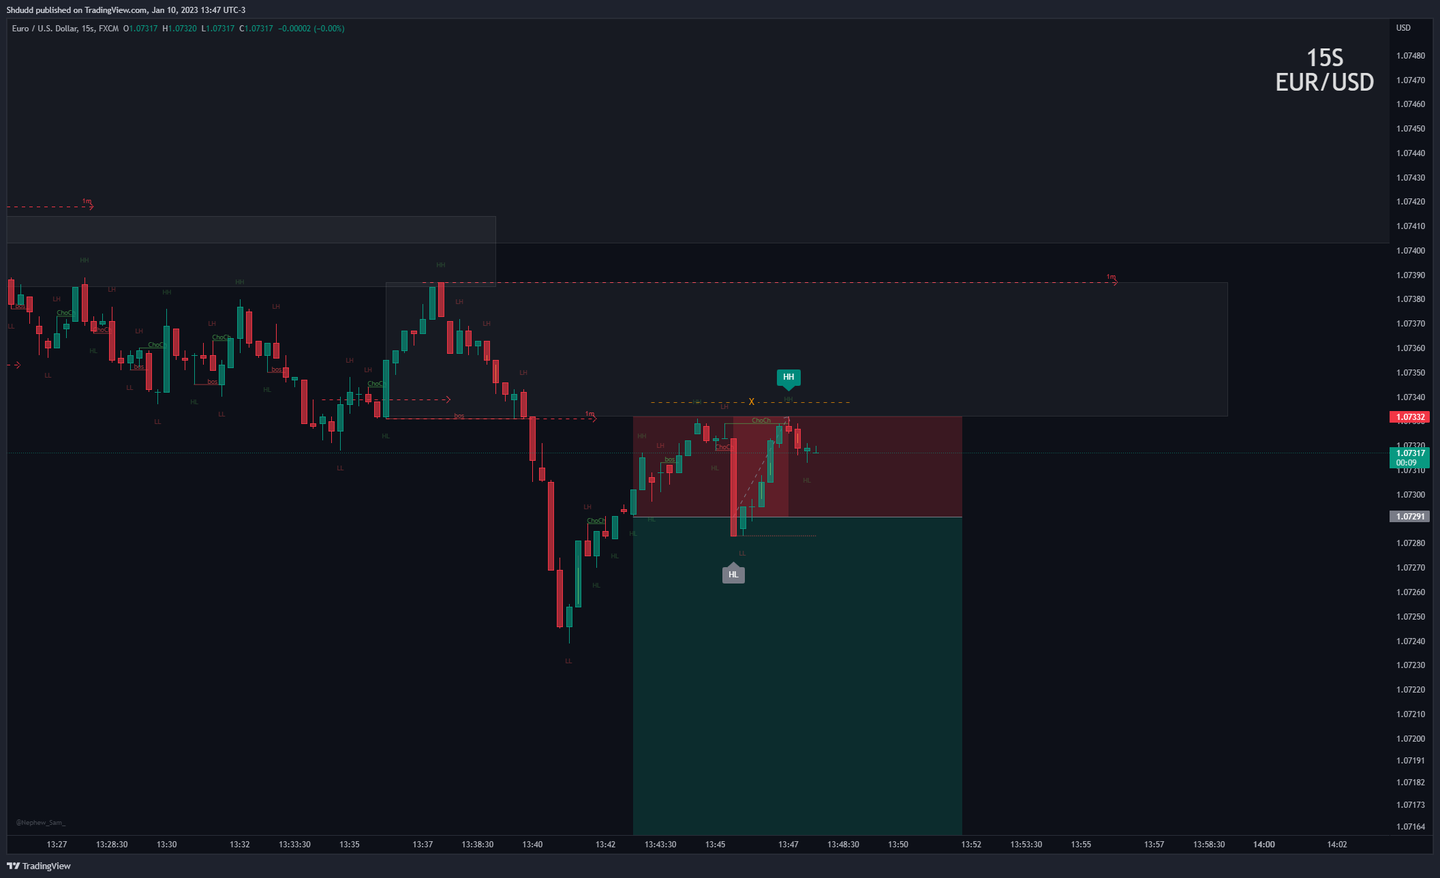 Shdudd published on TradingView.com, Jan 10, 2023 13:47 UTC-3
Euro / U.S. Dollar, 15s, FXCM O1.07317 H1.07320 L1.07317 C1.07317 -0.00002 (-0.00%)
USD
15S
EUR/USD
1.07480
1.07470
1.07460
1.07450
1.07440
1.07430
1.07420
1.07410
1.07400
1.07390
1.07380
1.07370
1.07360
1.07350
1.07340
1.07332
1.07320
1.07317
00:09
1.07310
1.07300
1.07291
1.07280
1.07270
1.07260
1.07250
1.07240
1.07230
1.07220
1.07210
1.07200
1.07191
1.07182
1.07173
1.07164
1m
HH
HH
HH
HH
LH
LH
LH
LH
LH
LH
LH
LH
LH
LH
ChoCh
ChoCh
ChoCh
bos
bos
bos
HL
HL
HL
HL
LL
LL
LL
LL
LL
1m
1m
HH
X
HH
LH
ChoCh
HH
LH
bos
HL
HL
LL
HL
LH
ChoCh
HL
HL
HL
HL
LL
@Nephew_Sam_
13:27
13:28:30
13:30
13:32
13:33:30
13:35
13:37
13:38:30
13:40
13:42
13:43:30
13:45
13:47
13:48:30
13:50
13:52
13:53:30
13:55
13:57
13:58:30
14:00
14:02
TradingView